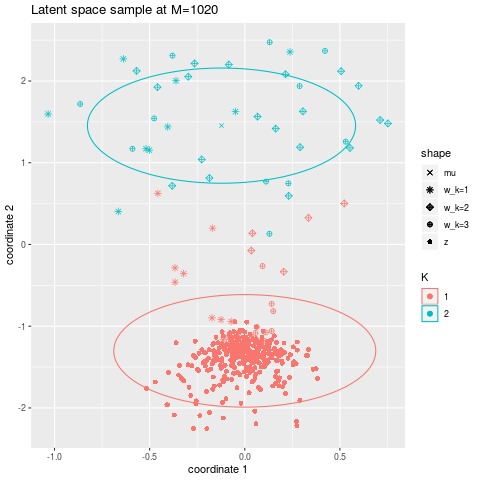 Latent space sample at M=1020
coordinate 2
2
1
0
-1
-2
-1.0
-0.5
0.0
0.5
coordinate 1
shape
mu
w_k=1
w_k=2
w_k=3
z
K
1
2